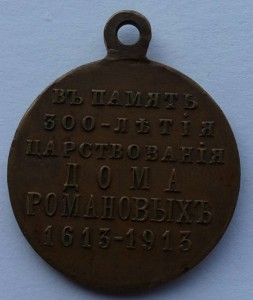 ВЪ ПАМЯТЬ
300-ЛѢТІЯ
ЦАРСТВОВАНІЯ
ДОМА
РОМАНОВЫХЪ
1613-1913